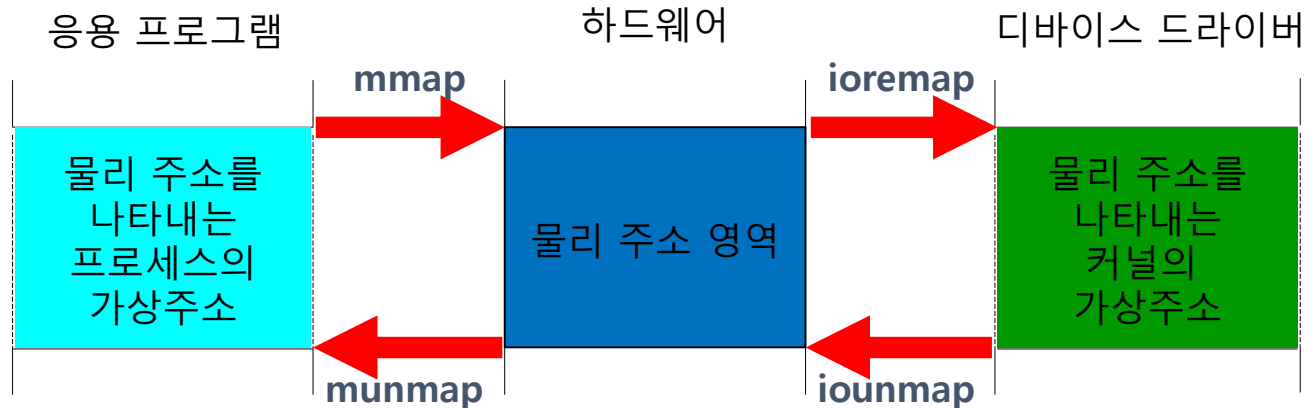 응용 프로그램
하드웨어
디바이스 드라이버
mmap
ioremap
물리 주소를
나타내는
프로세스의
가상주소
물리 주소 영역
물리 주소를
나타내는
커널의
가상주소
munmap
iounmap